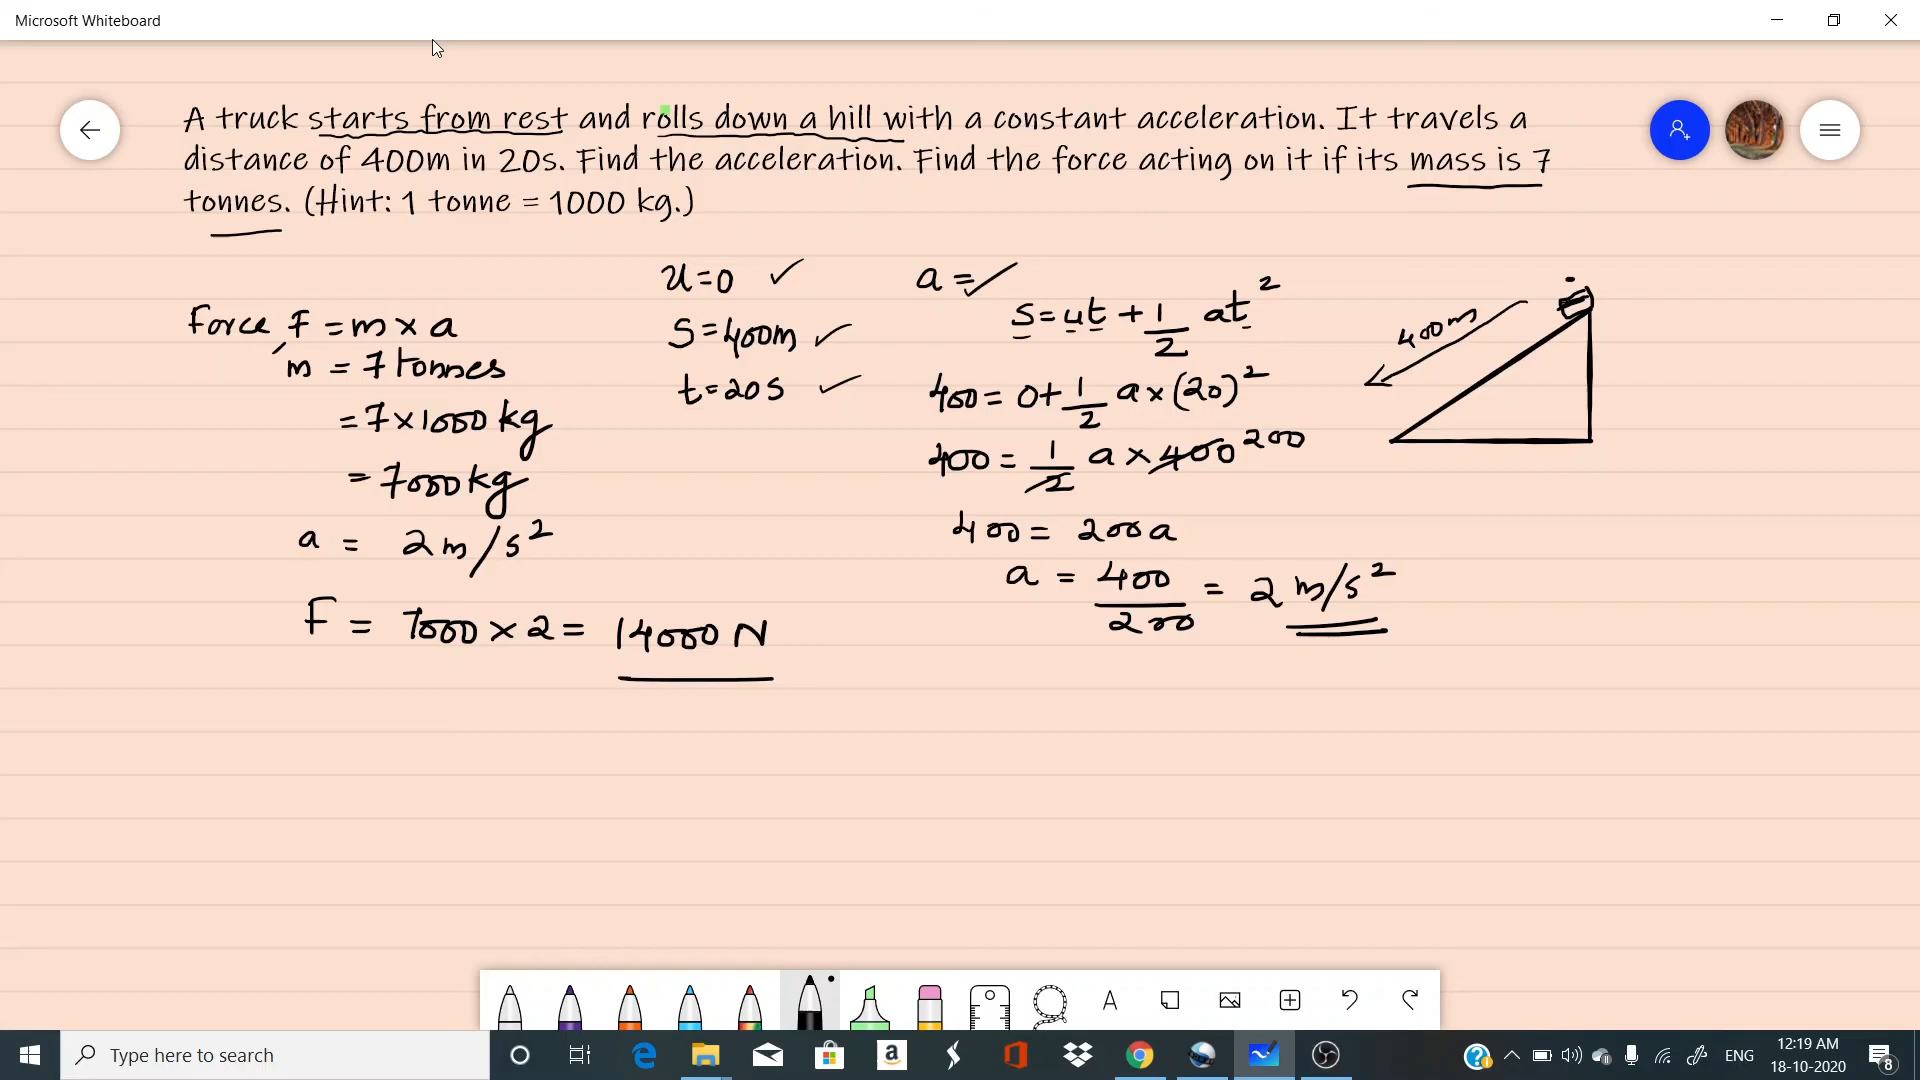 Microsoft Whiteboard
A truck starts from rest and rolls down a hill with a constant acceleration. It travels a
distance of 400m in 20s. Find the acceleration. Find the force acting on it if its mass is 7
tonnes. (Hint: 1 tonne = 1000 kg.)
Force, F = m × a
m = 7 tonnes
= 7 × 1000 kg
= 7000 kg
a = 2 m/s²
F = 7000 × 2 = 14000 N
u = 0 ✓
S = 400m ✓
t = 20 s ✓
a = ✓
S = ut + 1/2 at²
400 = 0 + 1/2 a × (20)²
400 = 1/2 a × 400 200
400 = 200a
a = 400/200 = 2 m/s²
400m
A
Type here to search
a
ENG
12:19 AM
18-10-2020
8